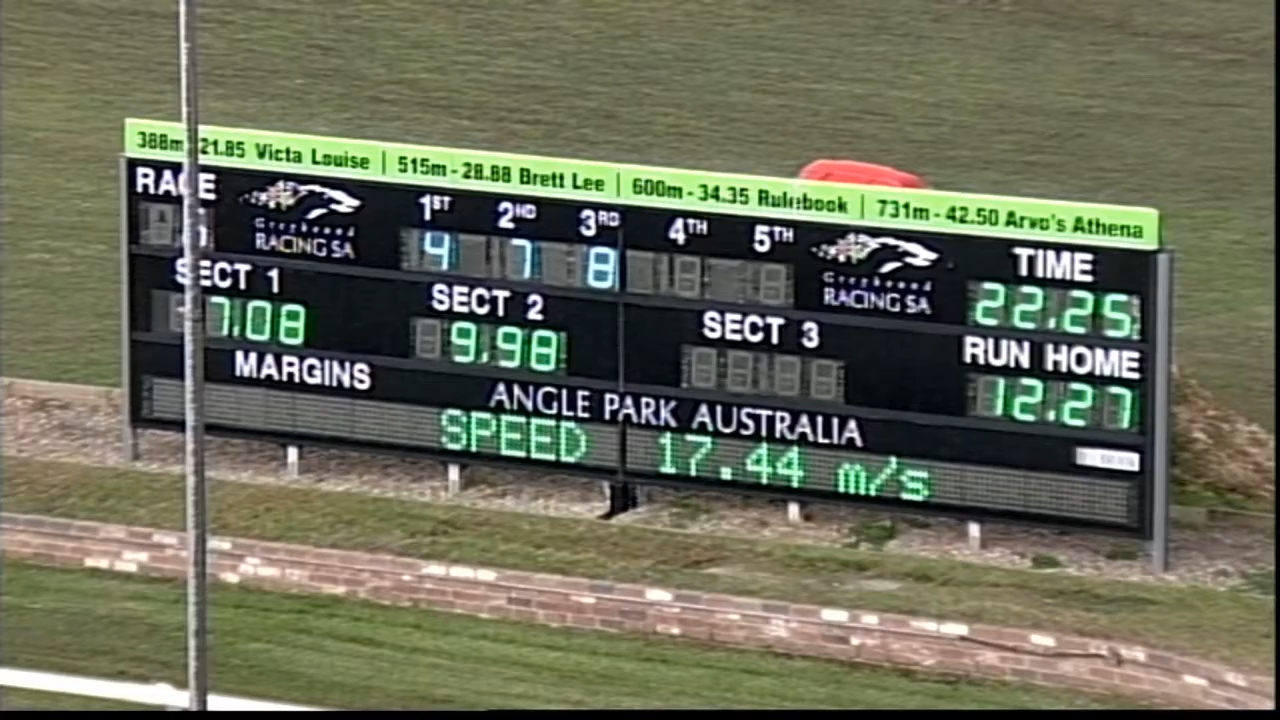 388m 21.85 Victa Louise | 515m - 28.88 Brett Lee | 600m - 34.35 Rulebook | 731m - 42.50 Arvo's Athena
RACE
Greyhound
RACING SA
1ST 2ND 3RD 4TH 5TH
9 7 8
Greyhound
RACING SA
TIME
22.25
SECT 1
7.08
SECT 2
9.98
SECT 3
RUN HOME
12.27
MARGINS
ANGLE PARK AUSTRALIA
SPEED 17.44 m/s